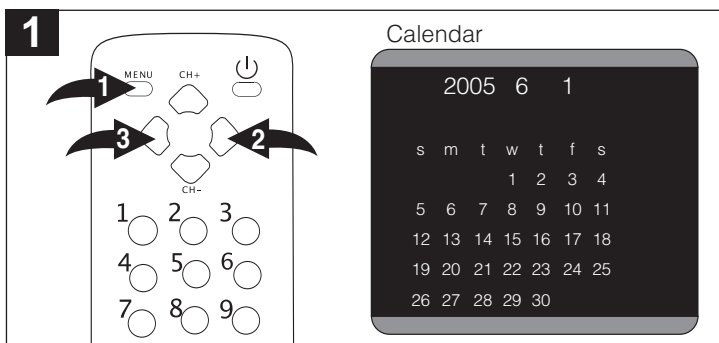 1
MENU
CH+
1
3
2
CH-
1 2 3
4 5 6
7 8 9
Calendar
2005 6 1
s m t w t f s
1 2 3 4
5 6 7 8 9 10 11
12 13 14 15 16 17 18
19 20 21 22 23 24 25
26 27 28 29 30